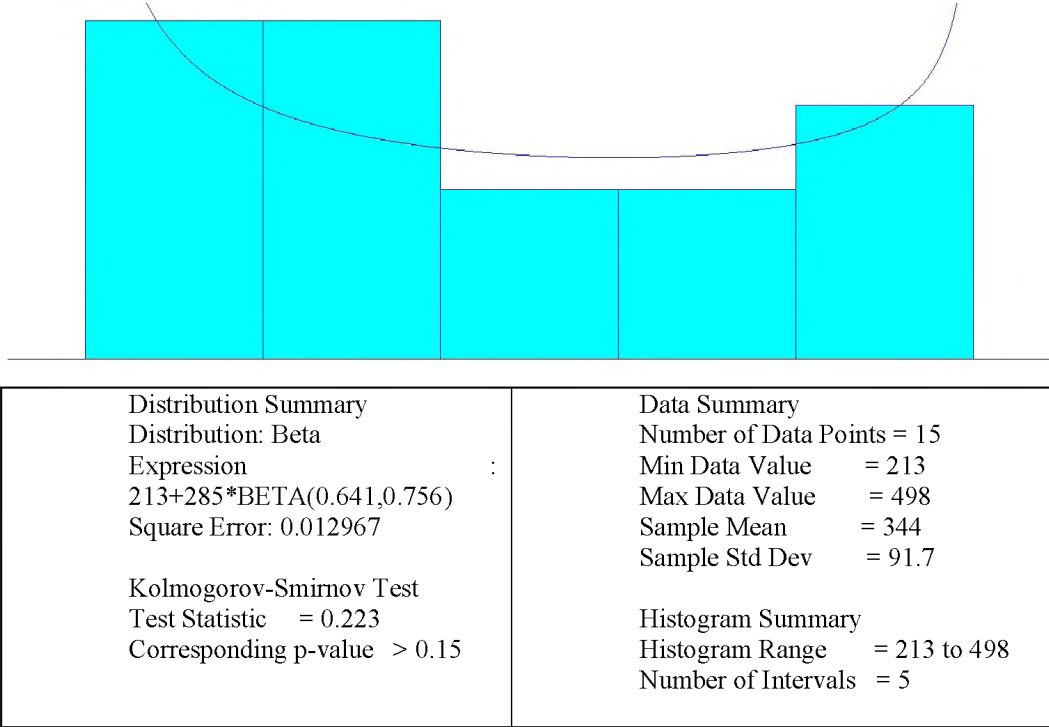 Distribution Summary
Distribution: Beta
Expression :
213+285*BETA(0.641,0.756)
Square Error: 0.012967
Kolmogorov-Smirnov Test
Test Statistic = 0.223
Corresponding p-value > 0.15
Data Summary
Number of Data Points = 15
Min Data Value = 213
Max Data Value = 498
Sample Mean = 344
Sample Std Dev = 91.7
Histogram Summary
Histogram Range = 213 to 498
Number of Intervals = 5